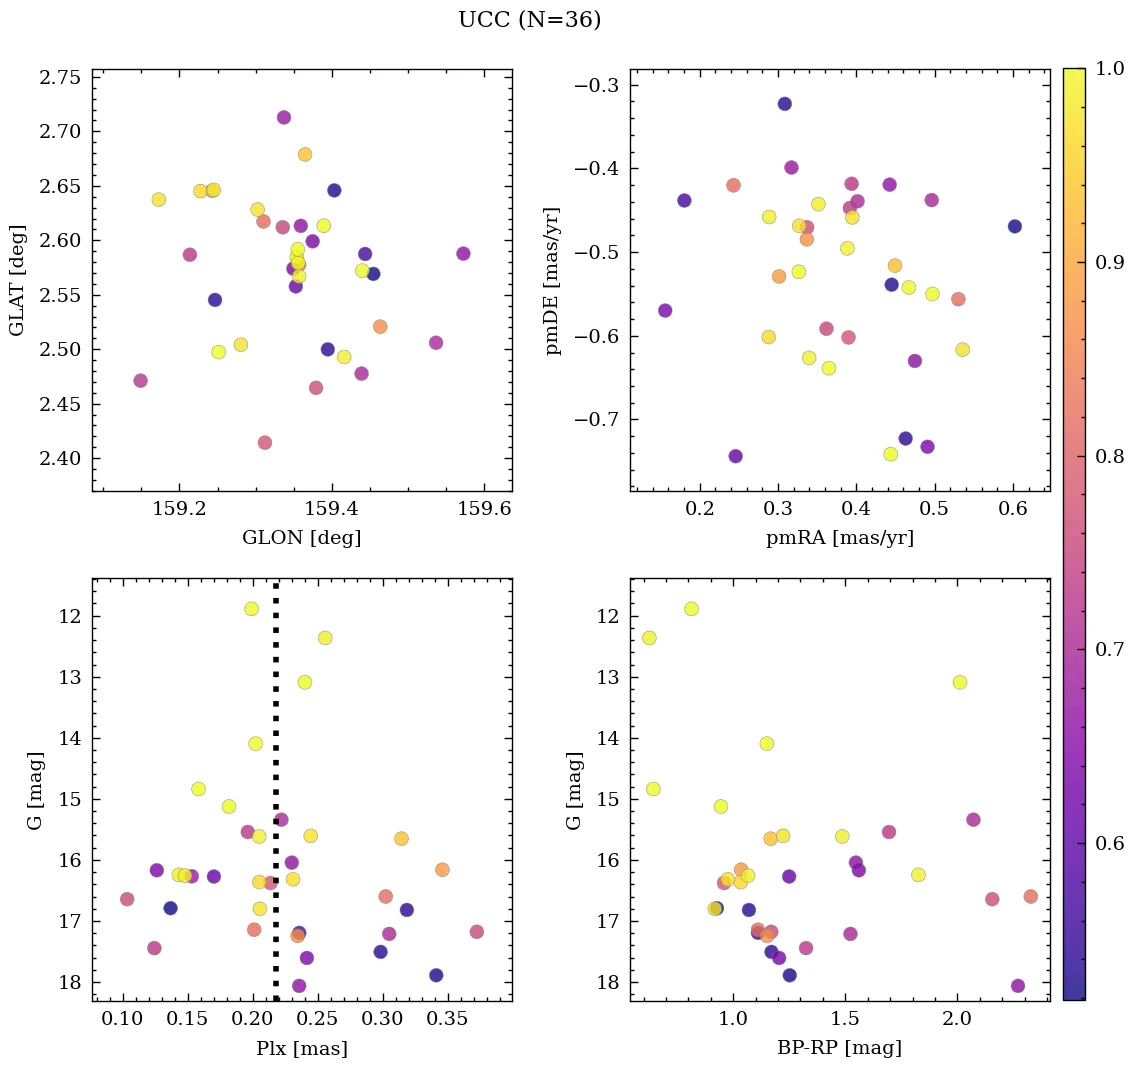 UCC (N=36)
2.75
2.70
2.65
2.60
2.55
2.50
2.45
2.40
GLAT [deg]
159.2 159.4 159.6
GLON [deg]
−0.3
−0.4
−0.5
−0.6
−0.7
pmDE [mas/yr]
0.2 0.3 0.4 0.5 0.6
pmRA [mas/yr]
1.0
0.9
0.8
0.7
0.6
12
13
14
15
16
17
18
G [mag]
0.10 0.15 0.20 0.25 0.30 0.35
Plx [mas]
12
13
14
15
16
17
18
G [mag]
1.0 1.5 2.0
BP-RP [mag]